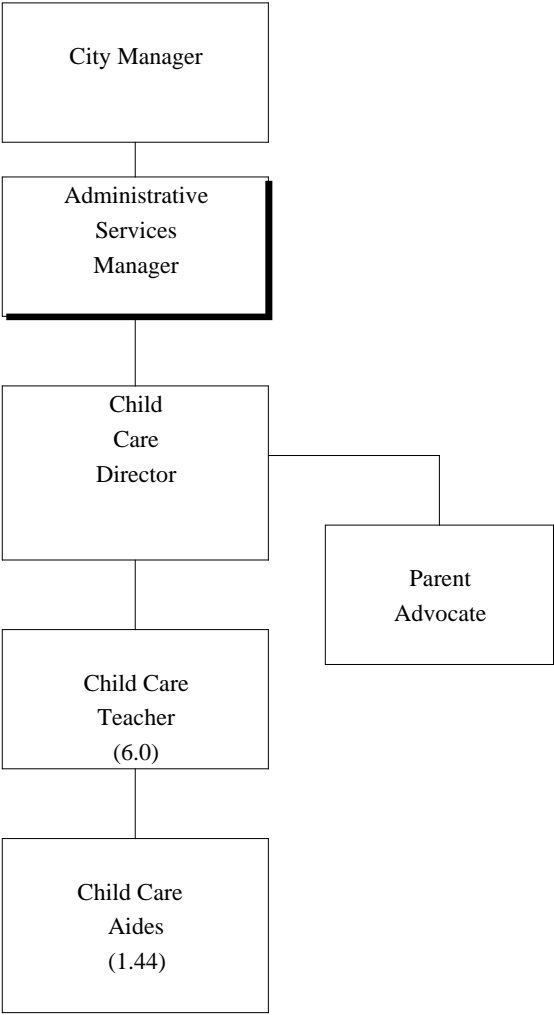 City Manager
Administrative
Services
Manager
Child
Care
Director
Parent
Advocate
Child Care
Teacher
(6.0)
Child Care
Aides
(1.44)